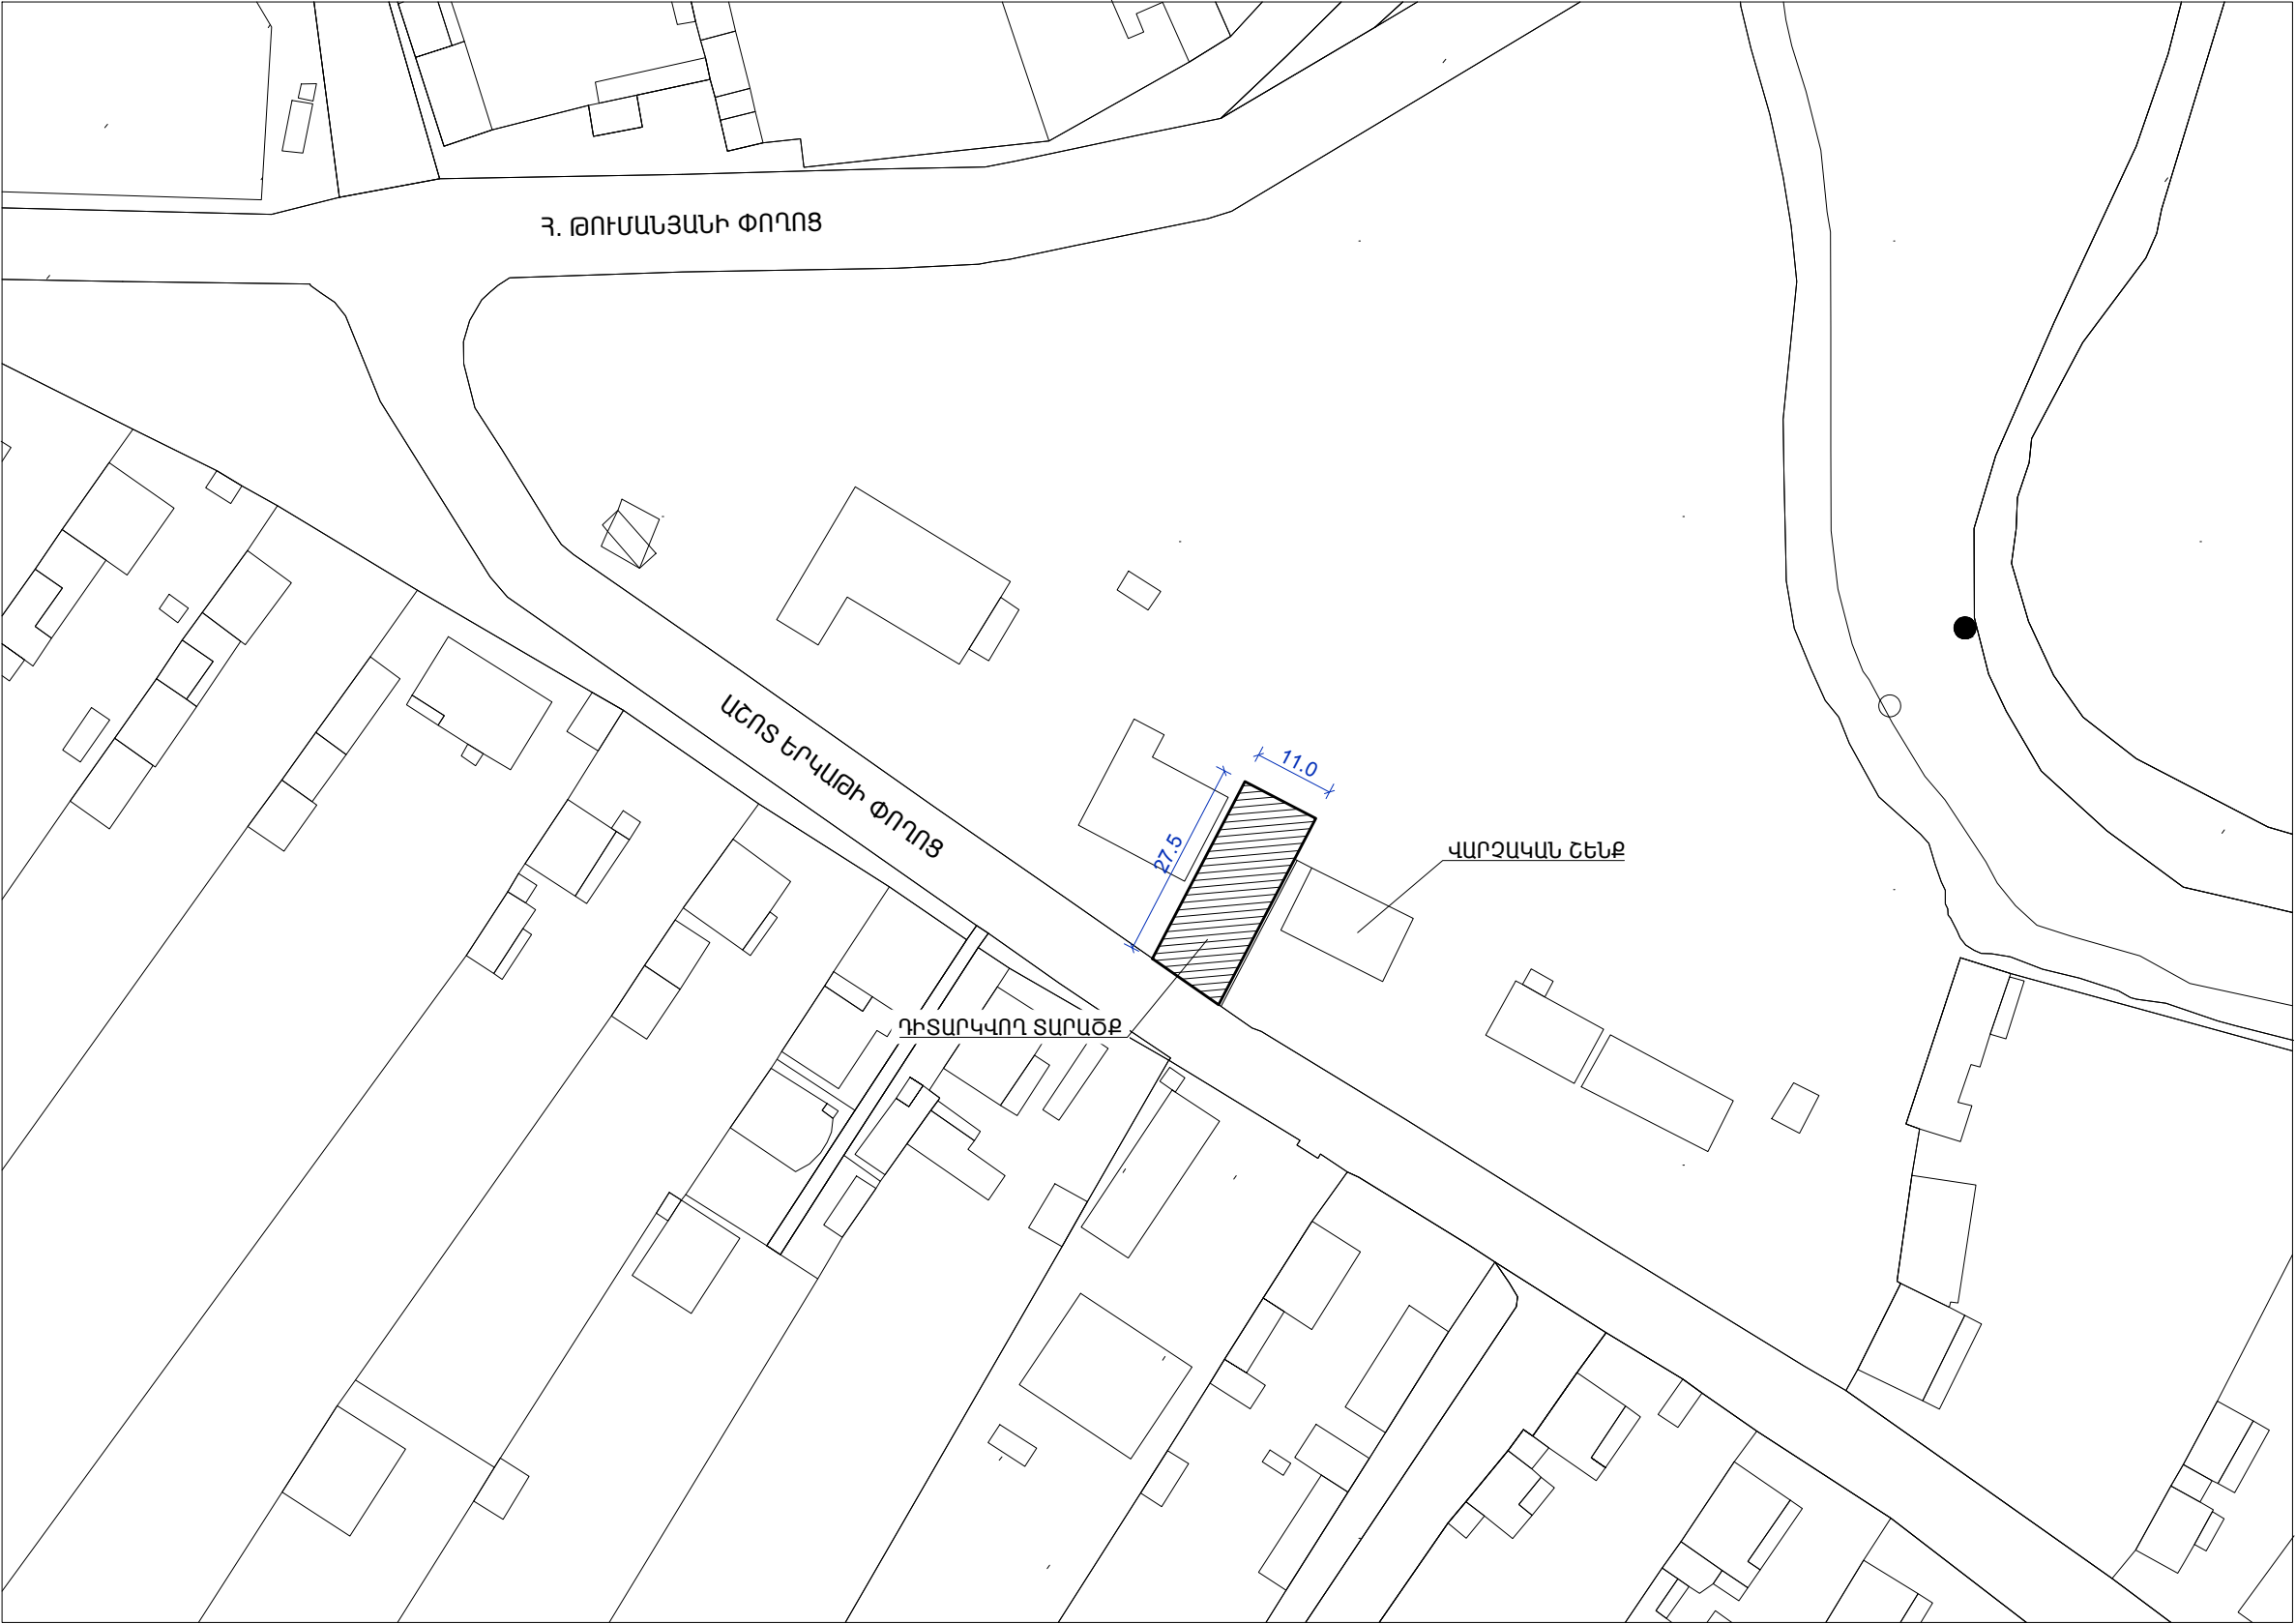 Հ. ԹՈՒՄԱՆՅԱՆԻ ՓՈՂՈՑ
ԱՇՈՏ ԵՐԿԱԹԻ ՓՈՂՈՑ
11.0
27.5
ՎԱՐՉԱԿԱՆ ՇԵՆՔ
ԴԻՏԱՐԿՎՈՂ ՏԱՐԱԾՔ